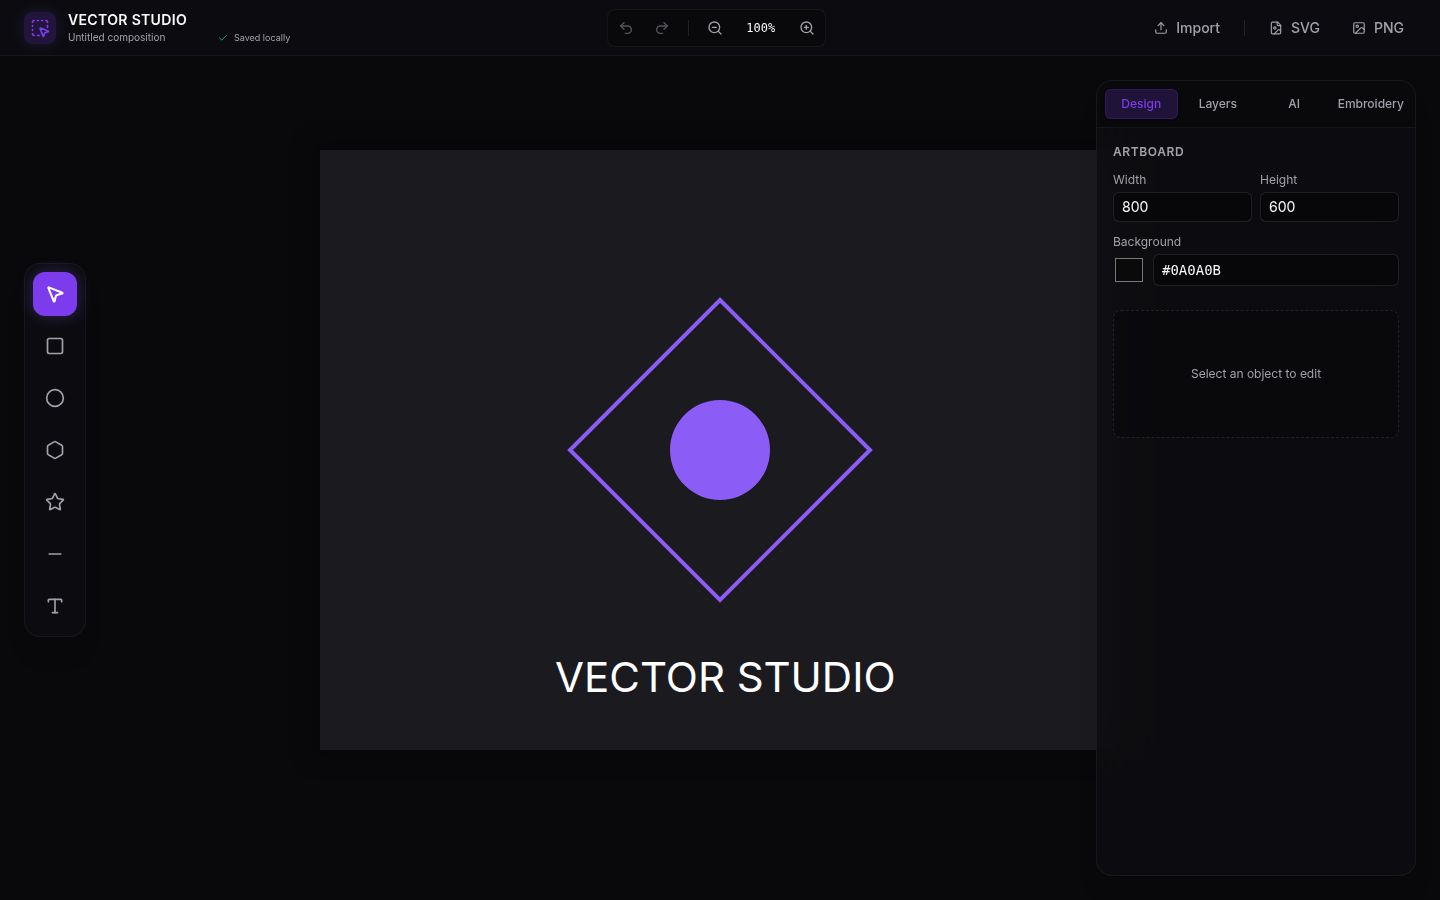 VECTOR STUDIO
Untitled composition
Saved locally
100%
Import
SVG
PNG
Design
Layers
AI
Embroidery
ARTBOARD
Width
Height
800
600
Background
#0A0A0B
Select an object to edit
VECTOR STUDIO